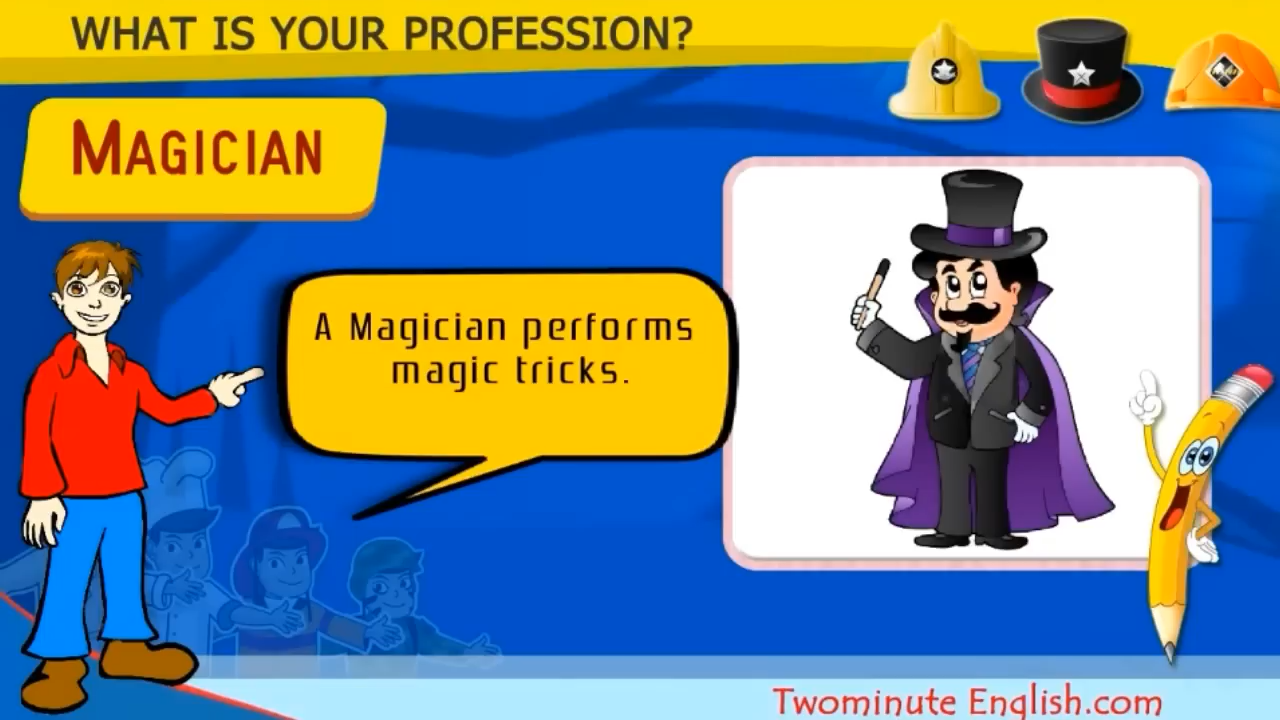 WHAT IS YOUR PROFESSION?
MAGICIAN
A Magician performs
magic tricks.
Twominute English.com